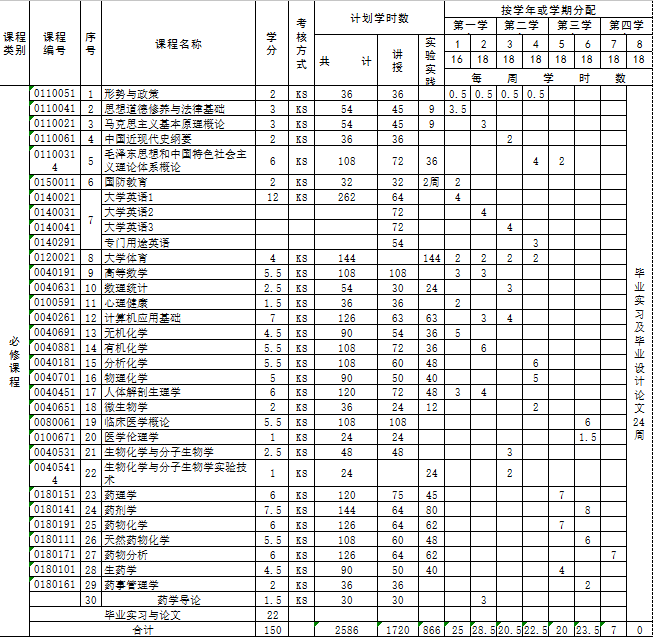 课程类别 课程编号 序号 课程名称 学分 考核方式 计划学时数 按学年或学期分配
第一学 第二学 第三学 第四学
共 计 讲授 实验实践 1 2 3 4 5 6 7 8
16 18 18 18 18 18 18 18
每 周 学 时 数
必修课程
0110051 1 形势与政策 2 KS 36 36 0.5 0.5 0.5 0.5
0110041 2 思想道德修养与法律基础 3 KS 54 45 9 3.5
0110021 3 马克思主义基本原理概论 3 KS 54 45 9 3
0110061 4 中国近现代史纲要 2 KS 36 36 2
0110031 4 5 毛泽东思想和中国特色社会主义理论体系概论 6 KS 108 72 36 4 2
0150011 6 国防教育 2 KS 32 32 2周 2
0140021 7 大学英语1 12 KS 262 64 4
0140031 大学英语2 72 4
0140041 大学英语3 72 4
0140291 专门用途英语 54 3
0120021 8 大学体育 4 KS 144 144 2 2 2 2
0040191 9 高等数学 5.5 KS 108 108 3 3
0040631 10 数理统计 2.5 KS 54 30 24 3
0100591 11 心理健康 1.5 KS 36 36 2
0040261 12 计算机应用基础 7 KS 126 63 63 3 4
0040691 13 无机化学 4.5 KS 90 54 36 5
0040881 14 有机化学 5.5 KS 108 72 36 6
0040181 15 分析化学 5.5 KS 108 60 48 6
0040701 16 物理化学 5 KS 90 50 40 5
0040451 17 人体解剖生理学 6 KS 120 72 48 3 4
0040651 18 微生物学 2 KS 36 24 12 2
0080061 19 临床医学概论 5.5 KS 108 108 6
0100671 20 医学伦理学 1 KS 24 24 1.5
0040531 21 生物化学与分子生物学 2.5 KS 48 48 3
0040541 4 22 生物化学与分子生物学实验技术 1 KS 24 24 2
0180151 23 药理学 6 KS 120 75 45 7
0180141 24 药剂学 7.5 KS 144 64 80 8
0180191 25 药物化学 6 KS 126 64 62 7
0180111 26 天然药物化学 5.5 KS 108 60 48 6
0180171 27 药物分析 6 KS 126 64 62 7
0180101 28 生药学 4.5 KS 90 50 40 4
0180161 29 药事管理学 2 KS 36 36 2
30 药学导论 1.5 KS 30 30 3
毕业实习与论文 22
合计 150 2586 1720 866 25 28.5 20.5 22.5 20 23.5 7 0
毕业实习及毕业设计论文24周